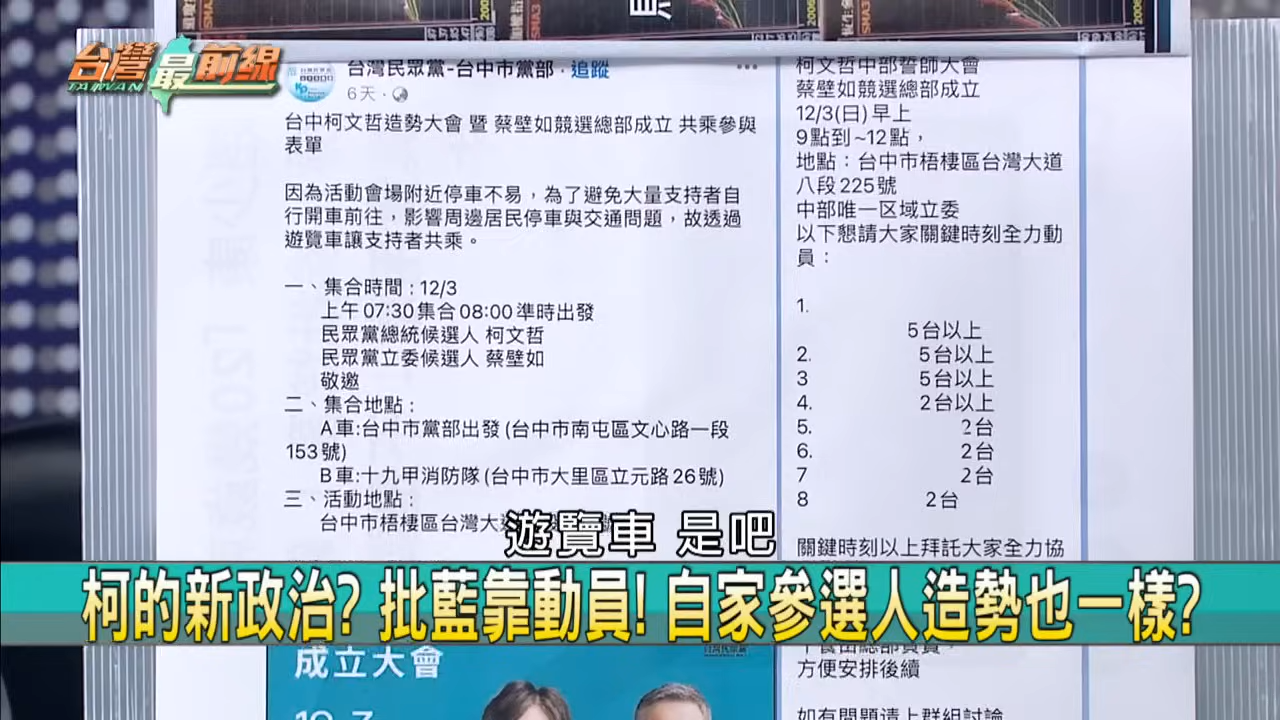 台灣最前線
TAIWAN
台灣民眾黨-台中市黨部·追蹤
6天·
台中柯文哲造勢大會 暨 蔡壁如競選總部成立 共乘參與
表單
因為活動會場附近停車不易，為了避免大量支持者自
行開車前往，影響周邊居民停車與交通問題，故透過
遊覽車讓支持者共乘。
一、集合時間：12/3
上午07:30集合08:00準時出發
民眾黨總統候選人 柯文哲
民眾黨立委候選人 蔡壁如
敬邀
二、集合地點：
A車:台中市黨部出發 (台中市南屯區文心路一段
153號)
B車:十九甲消防隊 (台中市大里區立元路26號)
三、活動地點：
台中市梧棲區台灣大
柯文哲中部誓師大會
蔡壁如競選總部成立
12/3(日)早上
9點到~12點，
地點：台中市梧棲區台灣大道
八段225號
中部唯一区域立委
以下懇請大家關鍵時刻全力動
員：
1.
5台以上
2. 5台以上
3 5台以上
4. 2台以上
5. 2台
6. 2台
7 2台
8 2台
關鍵時刻以上拜託大家全力協
方便安排後續
如有問題請上群組討論
遊覽車 是吧
柯的新政治? 批藍靠動員! 自家參選人造勢也一樣?
成立大會